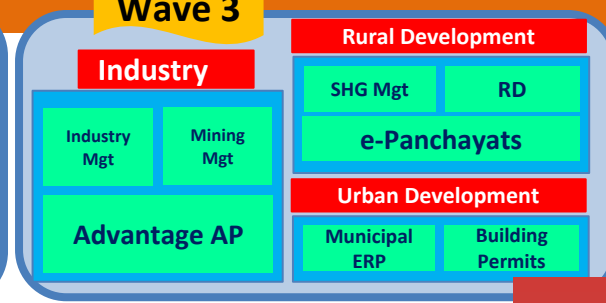 Wave 3
Industry
Industry
Mgt
Mining
Mgt
Advantage AP
Rural Development
SHG Mgt
RD
e-Panchayats
Urban Development
Municipal
ERP
Building
Permits